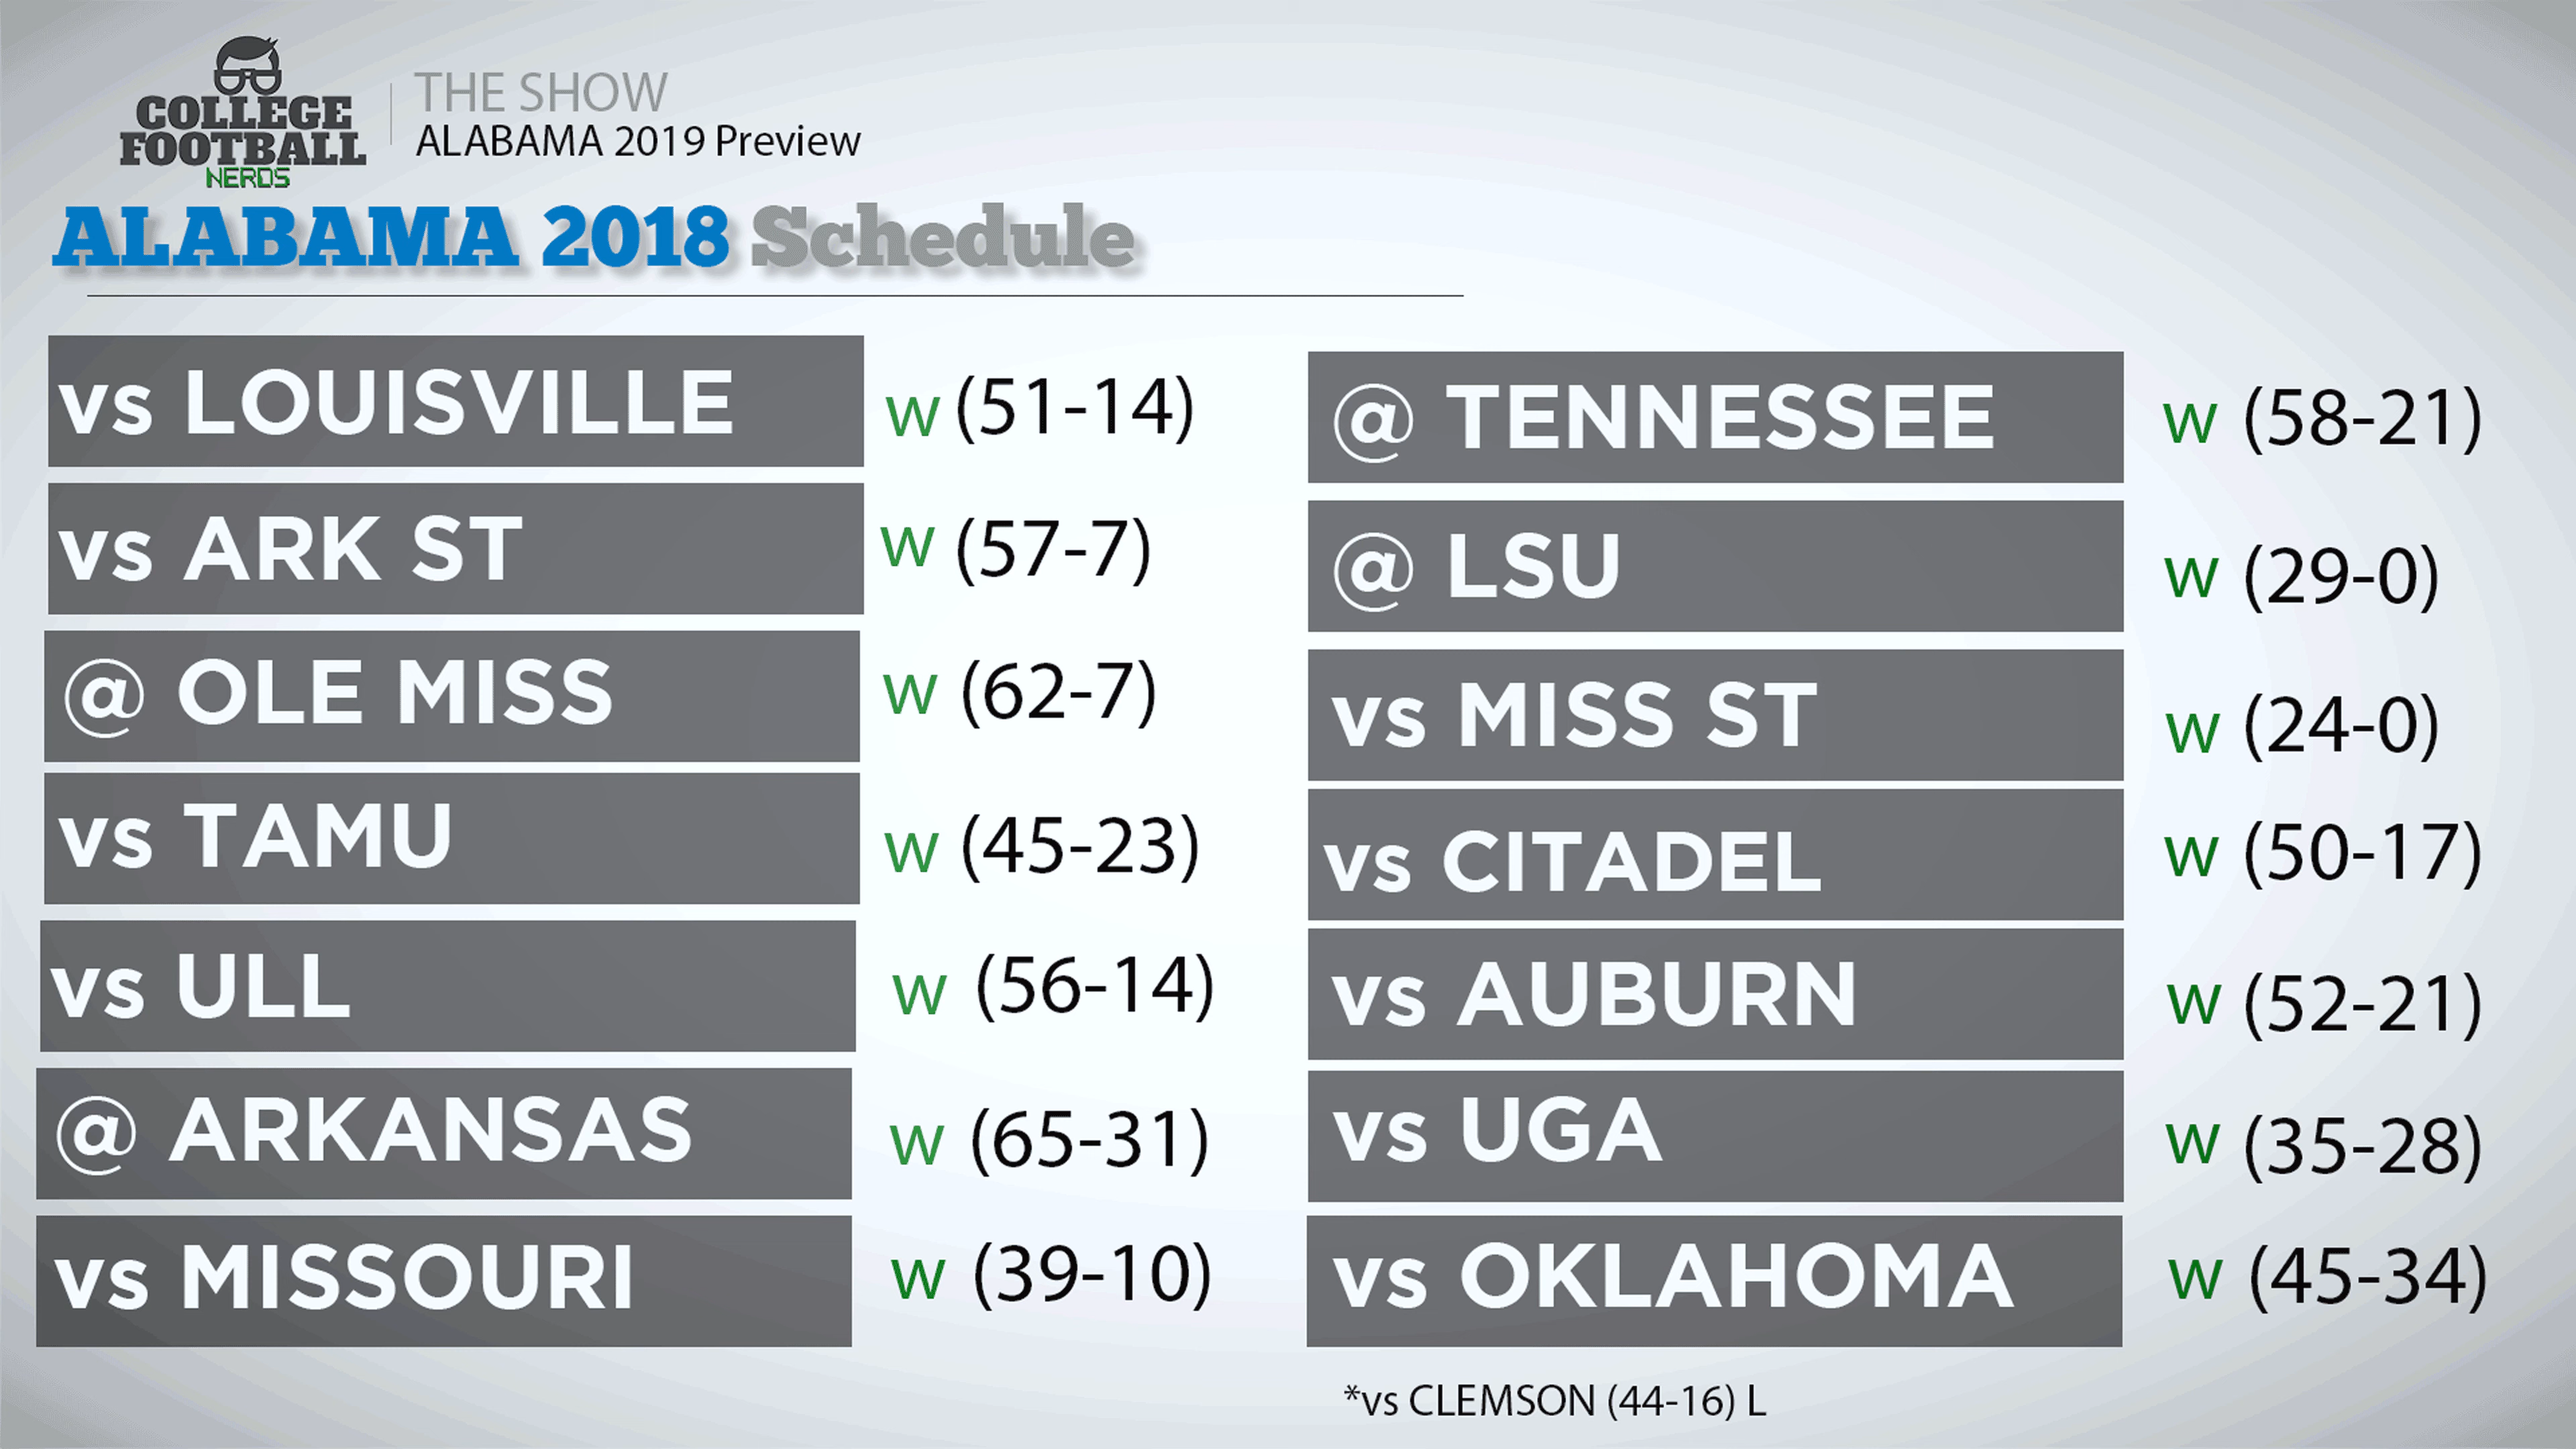 COLLEGE
FOOTBALL
NERDS
THE SHOW
ALABAMA 2019 Preview
ALABAMA 2018 Schedule
vs LOUISVILLE w (51-14)
vs ARK ST w (57-7)
@ OLE MISS w (62-7)
vs TAMU w (45-23)
vs ULL w (56-14)
@ ARKANSAS w (65-31)
vs MISSOURI w (39-10)
@ TENNESSEE w (58-21)
@ LSU w (29-0)
vs MISS ST w (24-0)
vs CITADEL w (50-17)
vs AUBURN w (52-21)
vs UGA w (35-28)
vs OKLAHOMA w (45-34)
*vs CLEMSON (44-16) L